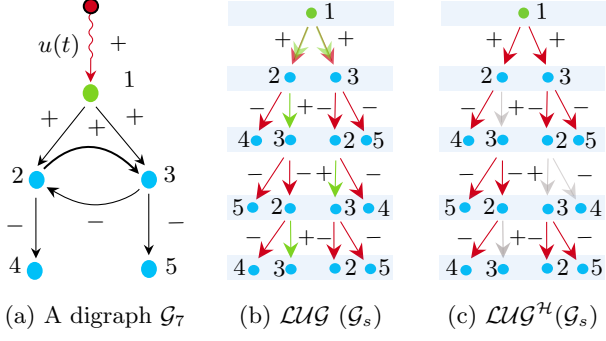 u(t) +
1
+ + +
2 3
− −
−
4 5
(a) A digraph 𝒢₇
1
+ +
2 3
− + −
4 3 2 5
− − + −
5 2 3 4
− + − −
4 3 2 5
(b) ℒ𝒰𝒢 (𝒢ₛ)
1
+ +
2 3
− + −
4 3 2 5
− − + −
5 2 3 4
− + − −
4 3 2 5
(c) ℒ𝒰𝒢ᴴ(𝒢ₛ)